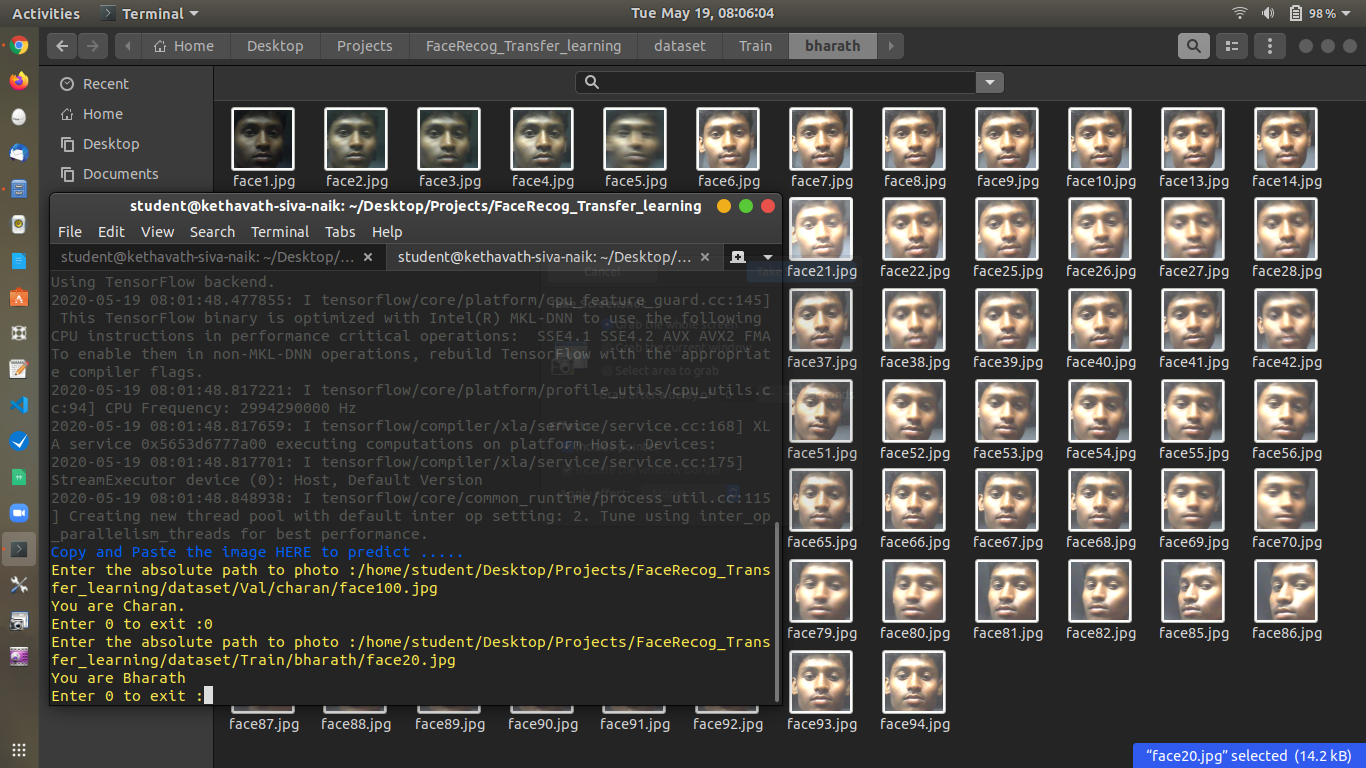 Activities
Terminal
Tue May 19, 08:06:04
98%
Home
Desktop
Projects
FaceRecog_Transfer_learning
dataset
Train
bharath
Recent
Home
Desktop
Documents
face1.jpg face2.jpg face3.jpg face4.jpg face5.jpg face6.jpg face7.jpg face8.jpg face9.jpg face10.jpg face13.jpg face14.jpg
face21.jpg face22.jpg face25.jpg face26.jpg face27.jpg face28.jpg
face37.jpg face38.jpg face39.jpg face40.jpg face41.jpg face42.jpg
face51.jpg face52.jpg face53.jpg face54.jpg face55.jpg face56.jpg
face65.jpg face66.jpg face67.jpg face68.jpg face69.jpg face70.jpg
face79.jpg face80.jpg face81.jpg face82.jpg face85.jpg face86.jpg
face87.jpg face88.jpg face89.jpg face90.jpg face91.jpg face92.jpg face93.jpg face94.jpg
student@kethavath-siva-naik: ~/Desktop/Projects/FaceRecog_Transfer_learning
File Edit View Search Terminal Tabs Help
student@kethavath-siva-naik: ~/Desktop/...
student@kethavath-siva-naik: ~/Desktop/...
Using TensorFlow backend.
2020-05-19 08:01:48.477855: I tensorflow/core/platform/cpu_feature_guard.cc:145]
This TensorFlow binary is optimized with Intel(R) MKL-DNN to use the following
CPU instructions in performance critical operations:  SSE4.1 SSE4.2 AVX AVX2 FMA
To enable them in non-MKL-DNN operations, rebuild TensorFlow with the appropriat
e compiler flags.
2020-05-19 08:01:48.817221: I tensorflow/core/platform/profile_utils/cpu_utils.c
c:94] CPU Frequency: 2994290000 Hz
2020-05-19 08:01:48.817659: I tensorflow/compiler/xla/service/service.cc:168] XL
A service 0x5653d6777a00 executing computations on platform Host. Devices:
2020-05-19 08:01:48.817701: I tensorflow/compiler/xla/service/service.cc:175]
StreamExecutor device (0): Host, Default Version
2020-05-19 08:01:48.848938: I tensorflow/core/common_runtime/process_util.cc:115
] Creating new thread pool with default inter op setting: 2. Tune using inter_op
_parallelism_threads for best performance.
Copy and Paste the image HERE to predict .....
Enter the absolute path to photo :/home/student/Desktop/Projects/FaceRecog_Trans
fer_learning/dataset/Val/charan/face100.jpg
You are Charan.
Enter 0 to exit :0
Enter the absolute path to photo :/home/student/Desktop/Projects/FaceRecog_Trans
fer_learning/dataset/Train/bharath/face20.jpg
You are Bharath
Enter 0 to exit :
"face20.jpg" selected (14.2 kB)